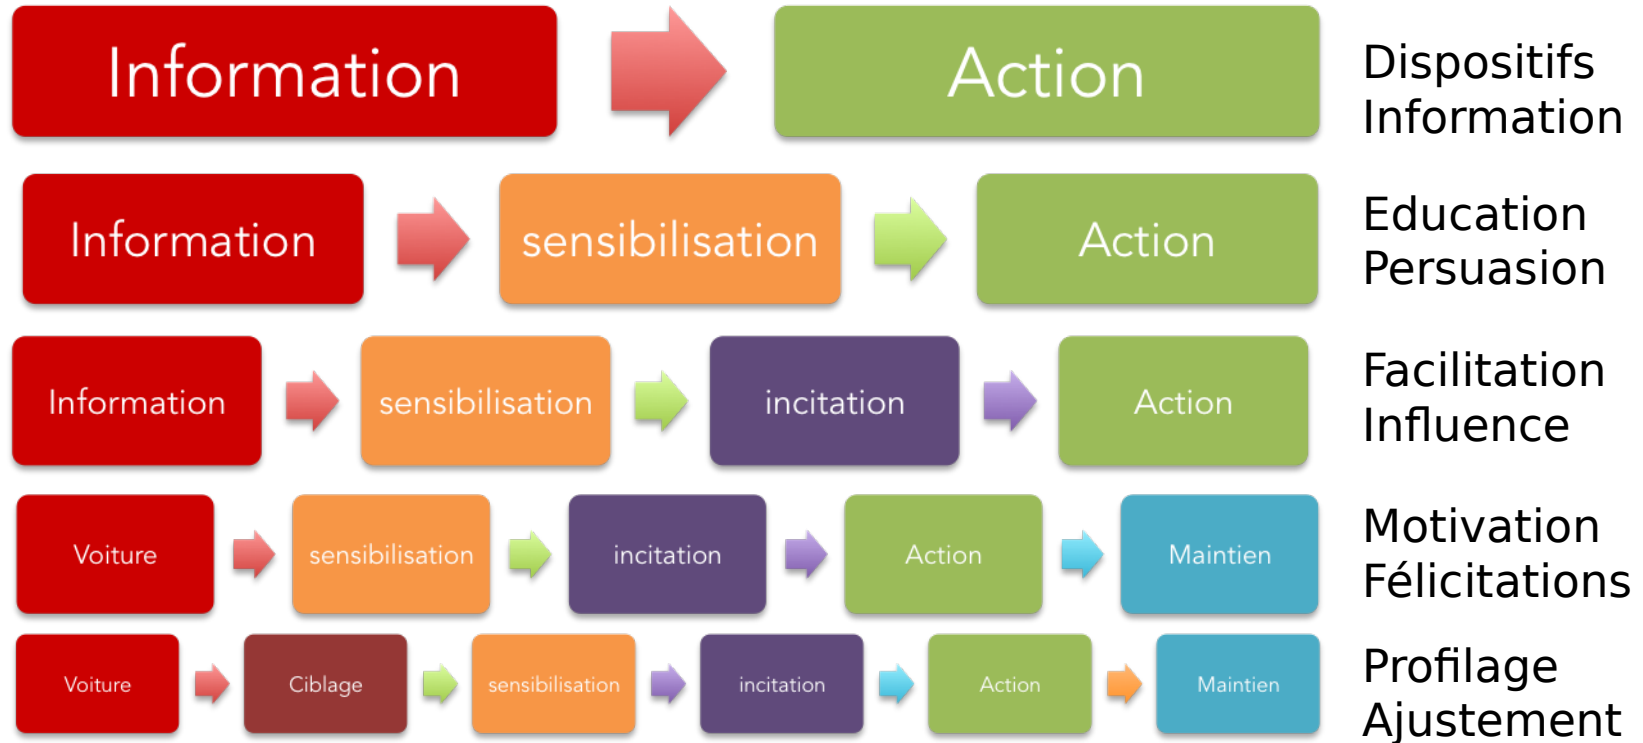 Information Action Dispositifs
Information
Information sensibilisation Action Education
Persuasion
Information sensibilisation incitation Action Facilitation
Influence
Voiture sensibilisation incitation Action Maintien Motivation
Félicitations
Voiture Ciblage sensibilisation incitation Action Maintien Profilage
Ajustement